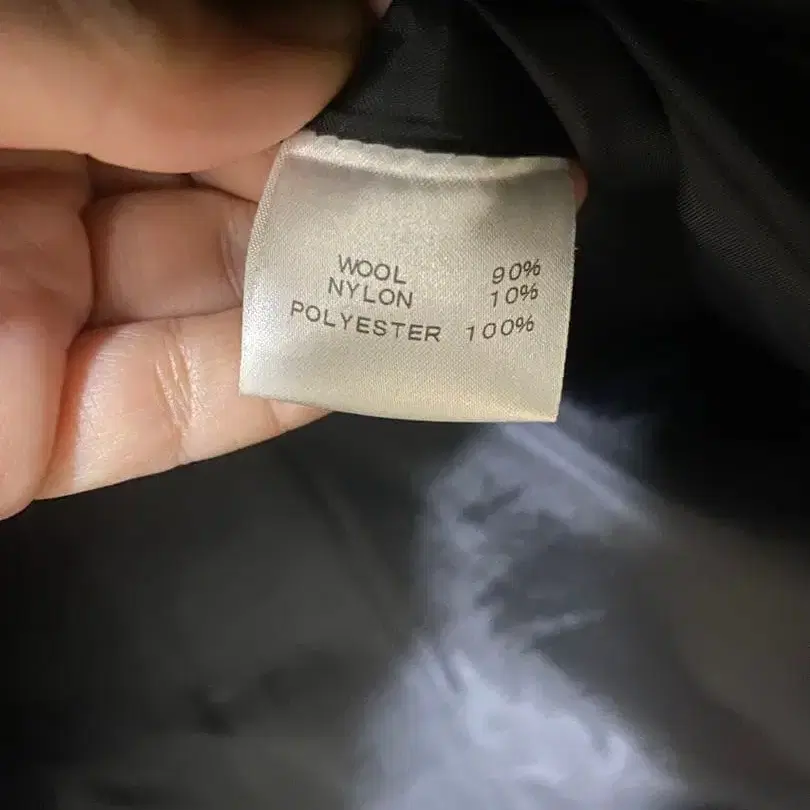 WOOL 90%
NYLON 10%
POLYESTER 100%